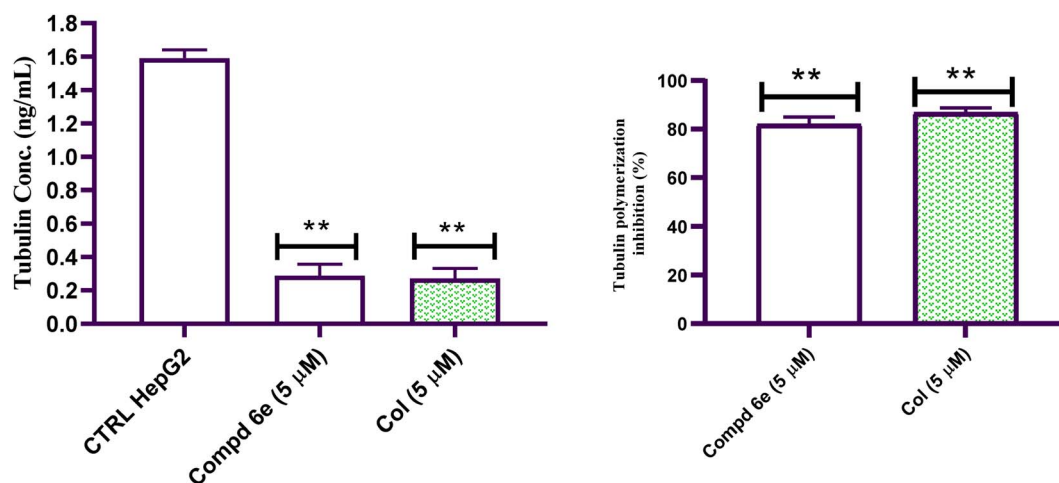 Tubulin Conc. (ng/mL)
1.8
1.6
1.4
1.2
1.0
0.8
0.6
0.4
0.2
0.0
**
**
CTRL HepG2
Compd 6e (5 μM)
Col (5 μM)
Tubulin polymerization
inhibition (%)
100
80
60
40
20
0
**
**
Compd 6e (5 μM)
Col (5 μM)